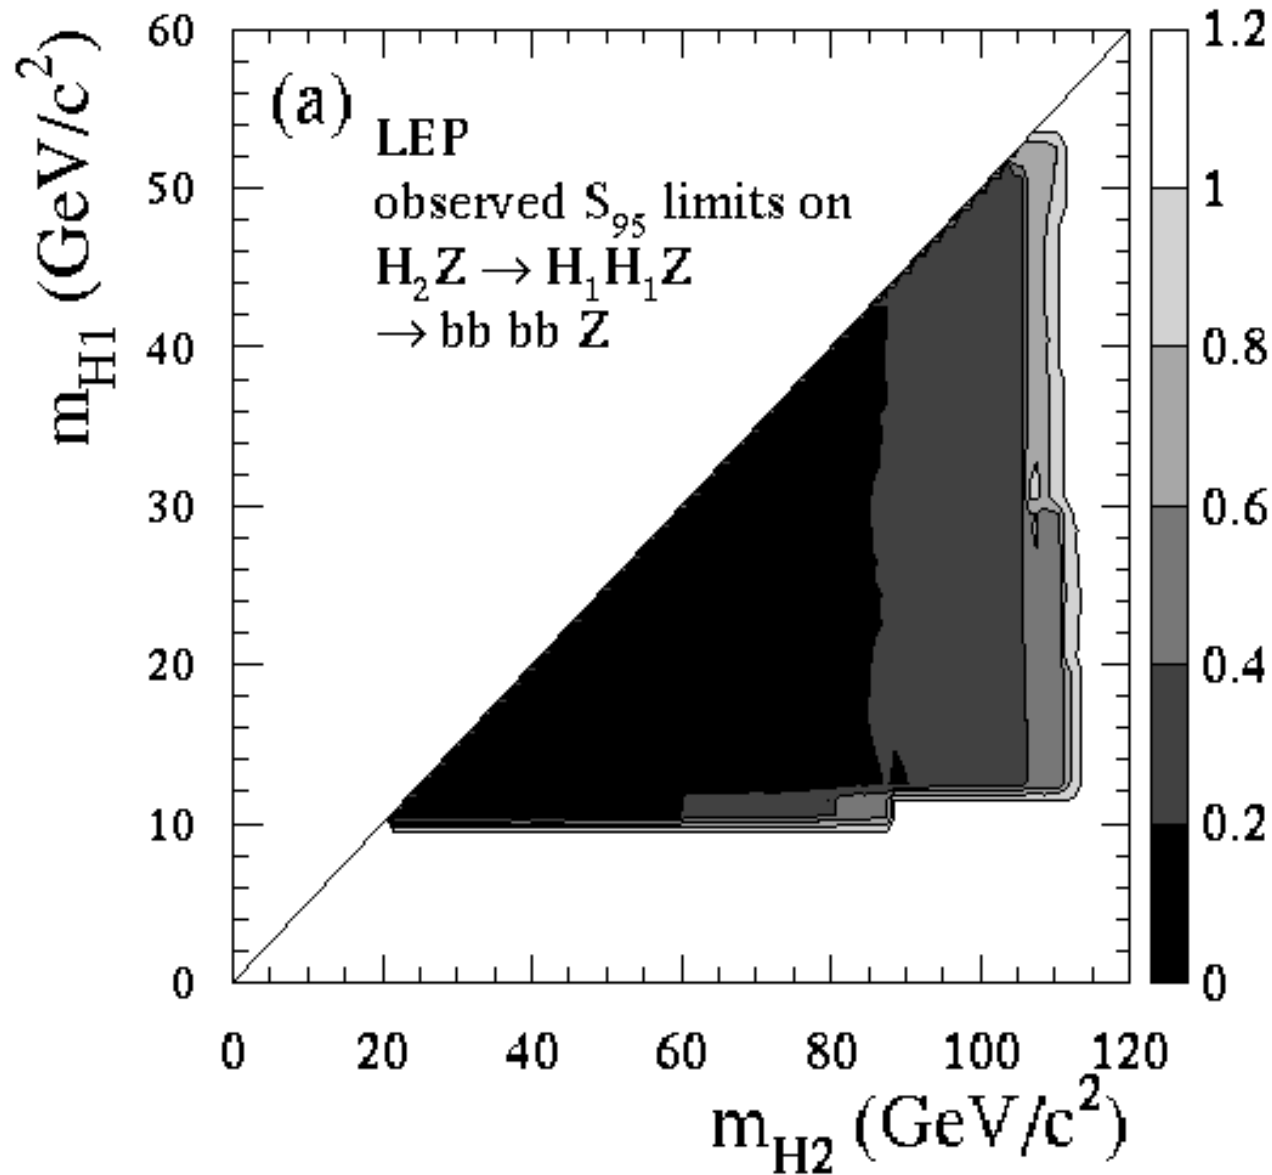 (a)
LEP
observed S₉₅ limits on
H₂Z → H₁H₁Z
→ bb bb Z
m_H1 (GeV/c²)
60
50
40
30
20
10
0
0 20 40 60 80 100 120
m_H2 (GeV/c²)
1.2
1
0.8
0.6
0.4
0.2
0